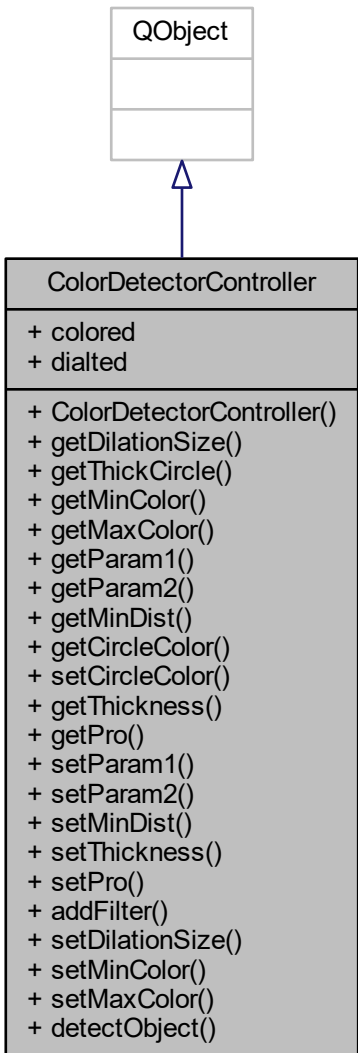 QObject
ColorDetectorController
+ colored
+ dialted
+ ColorDetectorController()
+ getDilationSize()
+ getThickCircle()
+ getMinColor()
+ getMaxColor()
+ getParam1()
+ getParam2()
+ getMinDist()
+ getCircleColor()
+ setCircleColor()
+ getThickness()
+ getPro()
+ setParam1()
+ setParam2()
+ setMinDist()
+ setThickness()
+ setPro()
+ addFilter()
+ setDilationSize()
+ setMinColor()
+ setMaxColor()
+ detectObject()